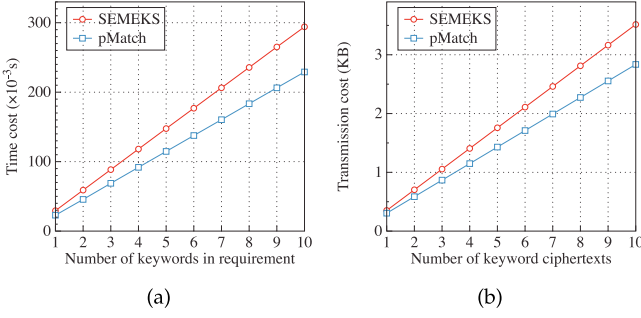 SEMEKS
pMatch
300
200
100
0
Time cost (×10⁻³s)
1 2 3 4 5 6 7 8 9 10
Number of keywords in requirement
(a)
SEMEKS
pMatch
3
2
1
0
Transmission cost (KB)
1 2 3 4 5 6 7 8 9 10
Number of keyword ciphertexts
(b)